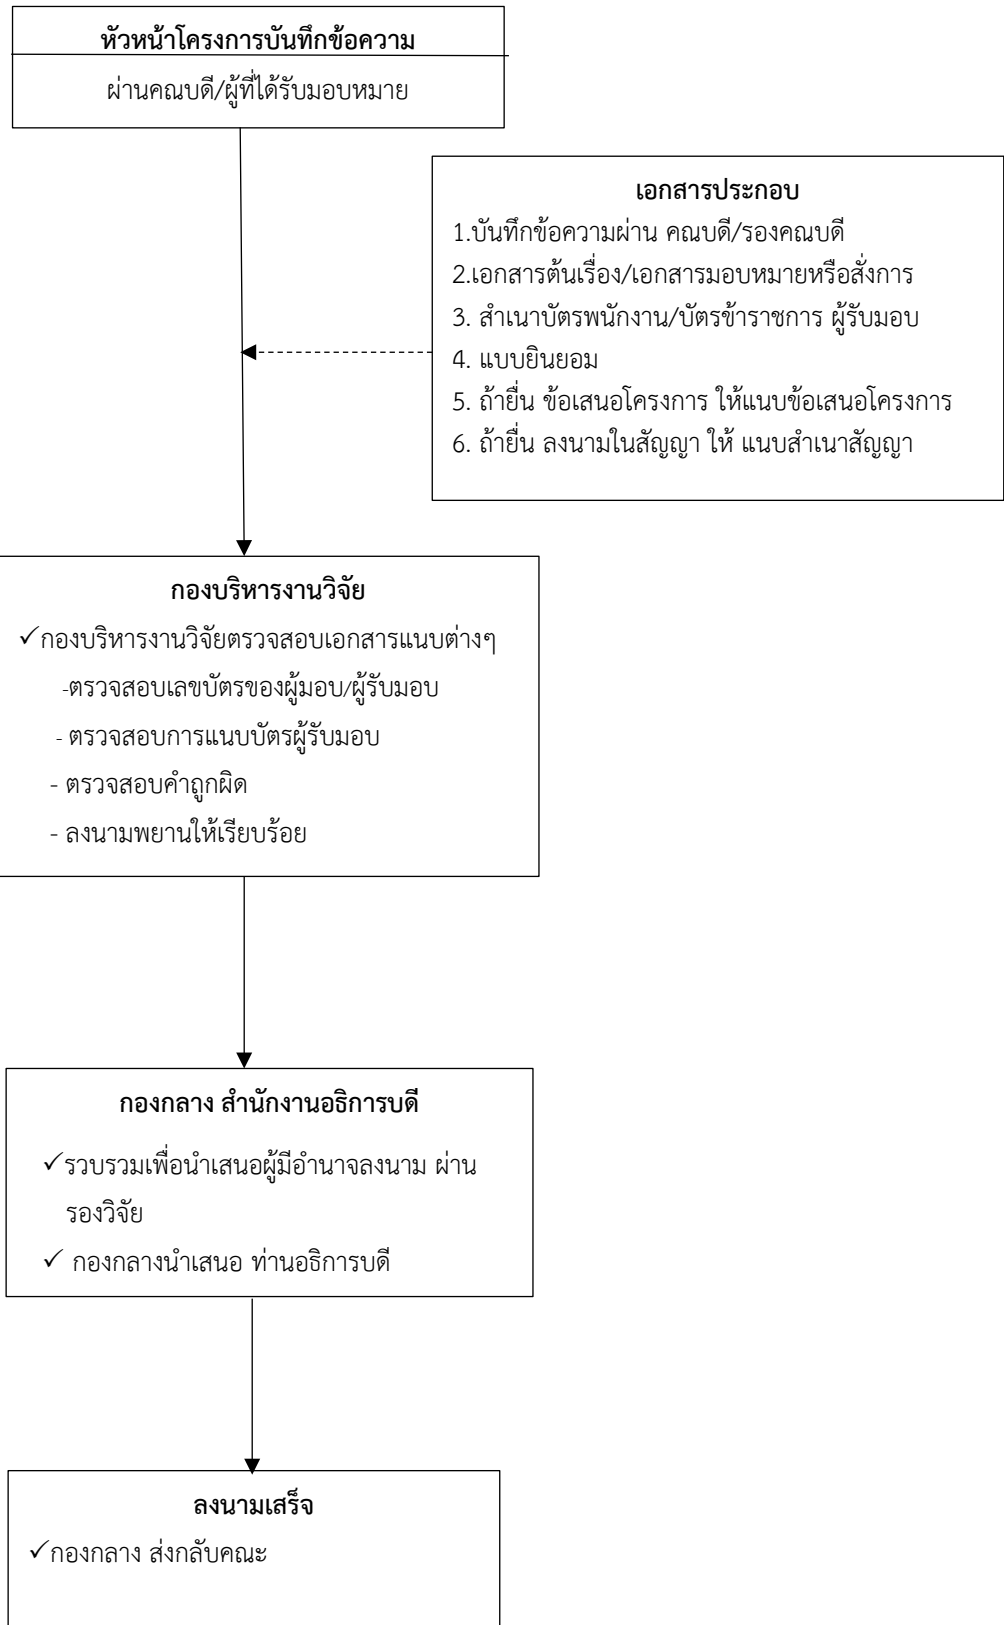 หัวหน้าโครงการบันทึกข้อความ
ผ่านคณบดี/ผู้ที่ได้รับมอบหมาย
เอกสารประกอบ
1.บันทึกข้อความผ่าน คณบดี/รองคณบดี
2.เอกสารต้นเรื่อง/เอกสารมอบหมายหรือสั่งการ
3. สำเนาบัตรพนักงาน/บัตรข้าราชการ ผู้รับมอบ
4. แบบยินยอม
5. ถ้ายื่น ข้อเสนอโครงการ ให้แนบข้อเสนอโครงการ
6. ถ้ายื่น ลงนามในสัญญา ให้ แนบสำเนาสัญญา
กองบริหารงานวิจัย
✓กองบริหารงานวิจัยตรวจสอบเอกสารแนบต่างๆ
-ตรวจสอบเลขบัตรของผู้มอบ/ผู้รับมอบ
- ตรวจสอบการแนบบัตรผู้รับมอบ
- ตรวจสอบคำถูกผิด
- ลงนามพยานให้เรียบร้อย
กองกลาง สำนักงานอธิการบดี
✓รวบรวมเพื่อนำเสนอผู้มีอำนาจลงนาม ผ่าน
รองวิจัย
✓ กองกลางนำเสนอ ท่านอธิการบดี
ลงนามเสร็จ
✓กองกลาง ส่งกลับคณะ